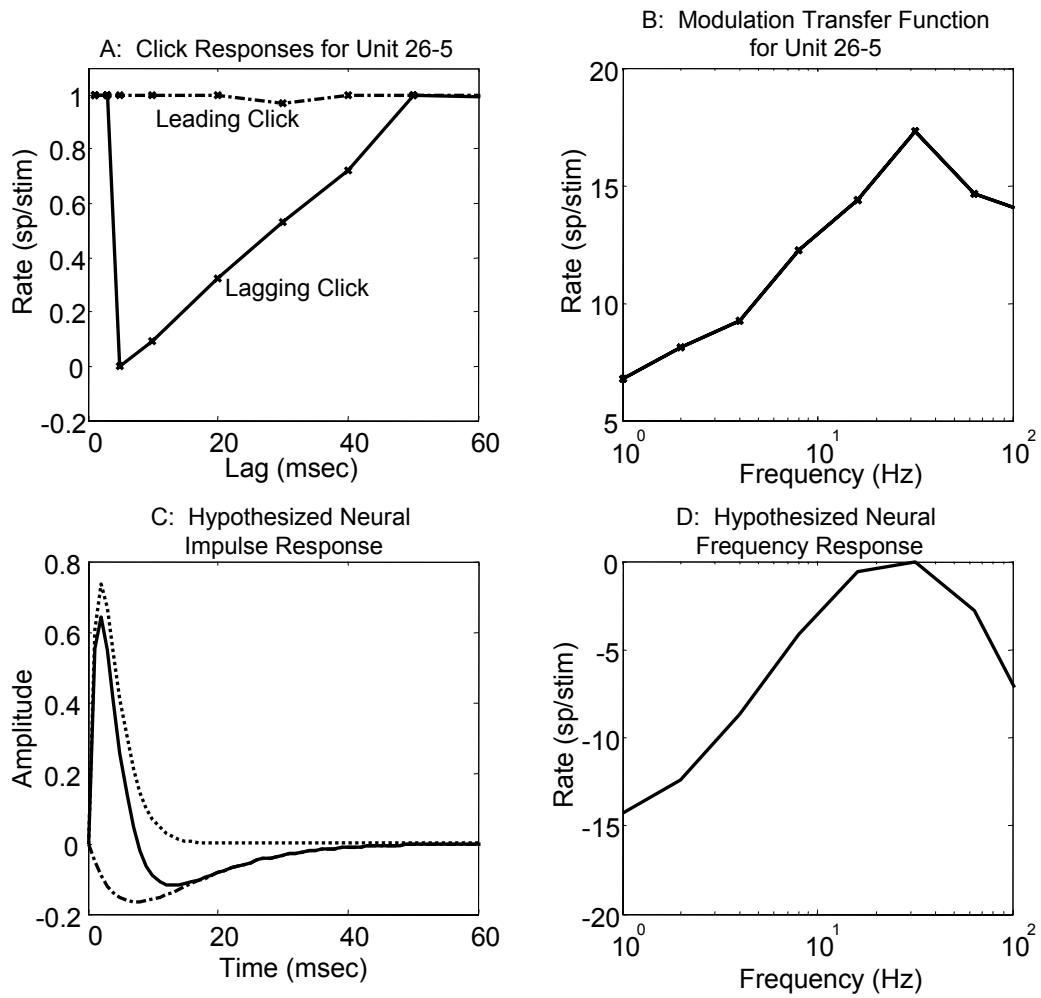 A: Click Responses for Unit 26-5
1
0.8
0.6
0.4
0.2
0
-0.2
Rate (sp/stim)
Leading Click
Lagging Click
0 20 40 60
Lag (msec)
B: Modulation Transfer Function
for Unit 26-5
20
15
10
5
Rate (sp/stim)
10^0 10^1 10^2
Frequency (Hz)
C: Hypothesized Neural
Impulse Response
0.8
0.6
0.4
0.2
0
-0.2
Amplitude
0 20 40 60
Time (msec)
D: Hypothesized Neural
Frequency Response
0
-5
-10
-15
-20
Rate (sp/stim)
10^0 10^1 10^2
Frequency (Hz)